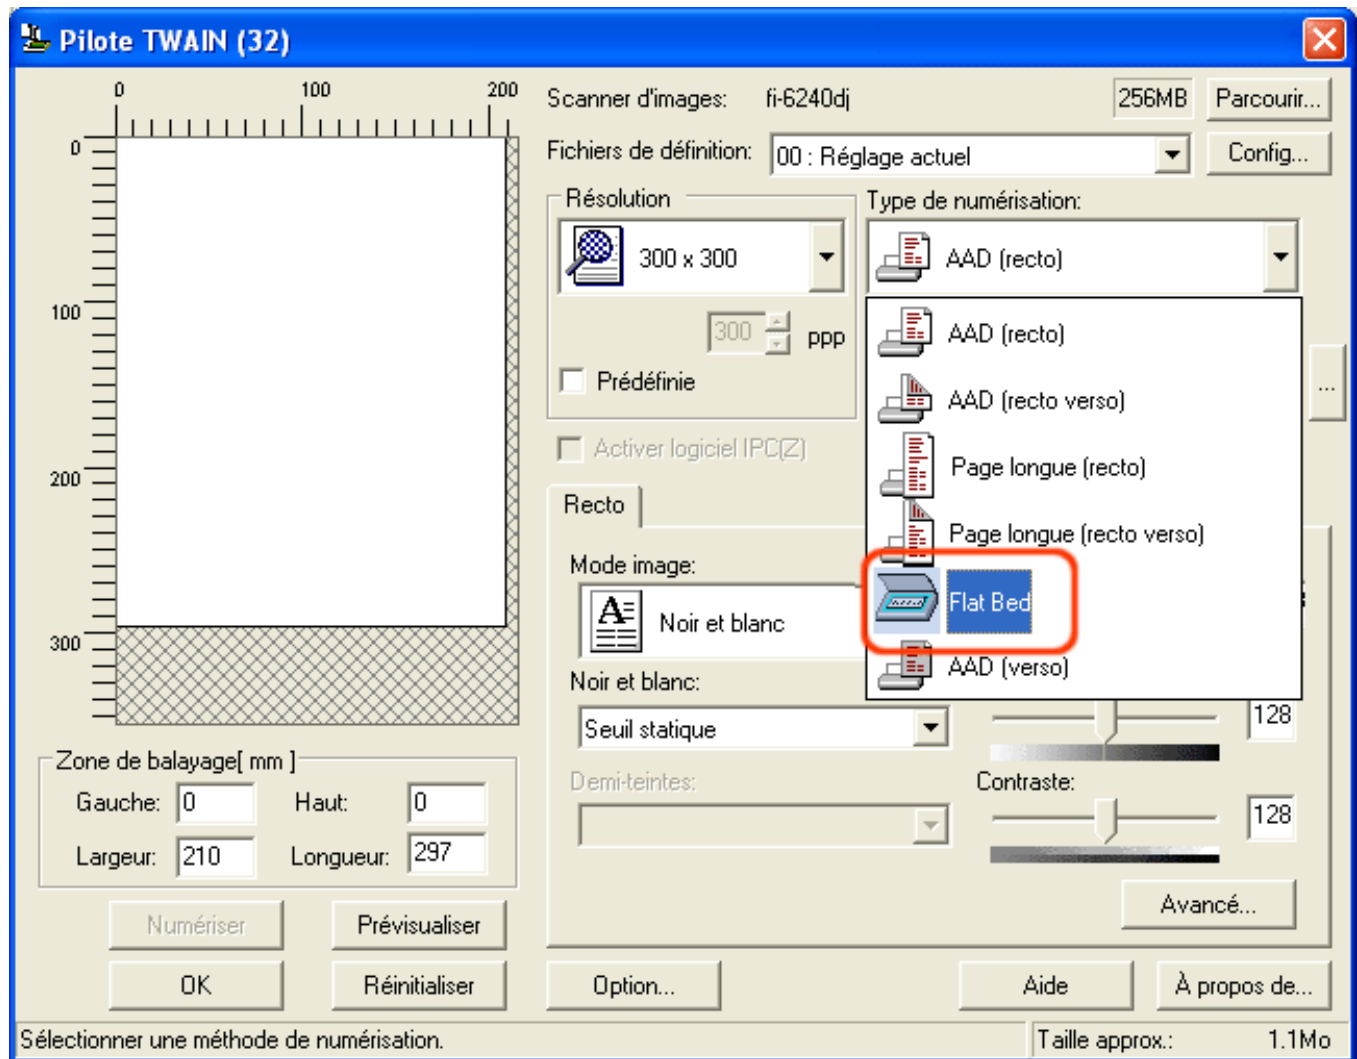 Pilote TWAIN (32)
0 100 200
0
100
200
300
Scanner d'images: fi-6240dj 256MB Parcourir...
Fichiers de définition: 00 : Réglage actuel Config...
Résolution
300 x 300
300 ppp
Prédéfinie
Type de numérisation:
AAD (recto)
AAD (recto)
AAD (recto verso)
Page longue (recto)
Page longue (recto verso)
Flat Bed
AAD (verso)
...
Activer logiciel IPC(Z)
Recto
Mode image:
Noir et blanc
Noir et blanc:
Seuil statique
128
Demi-teintes:
Contraste:
128
Avancé...
Zone de balayage[ mm ]
Gauche: 0 Haut: 0
Largeur: 210 Longueur: 297
Numériser Prévisualiser
OK Réinitialiser Option... Aide À propos de...
Sélectionner une méthode de numérisation. Taille approx.: 1.1Mo